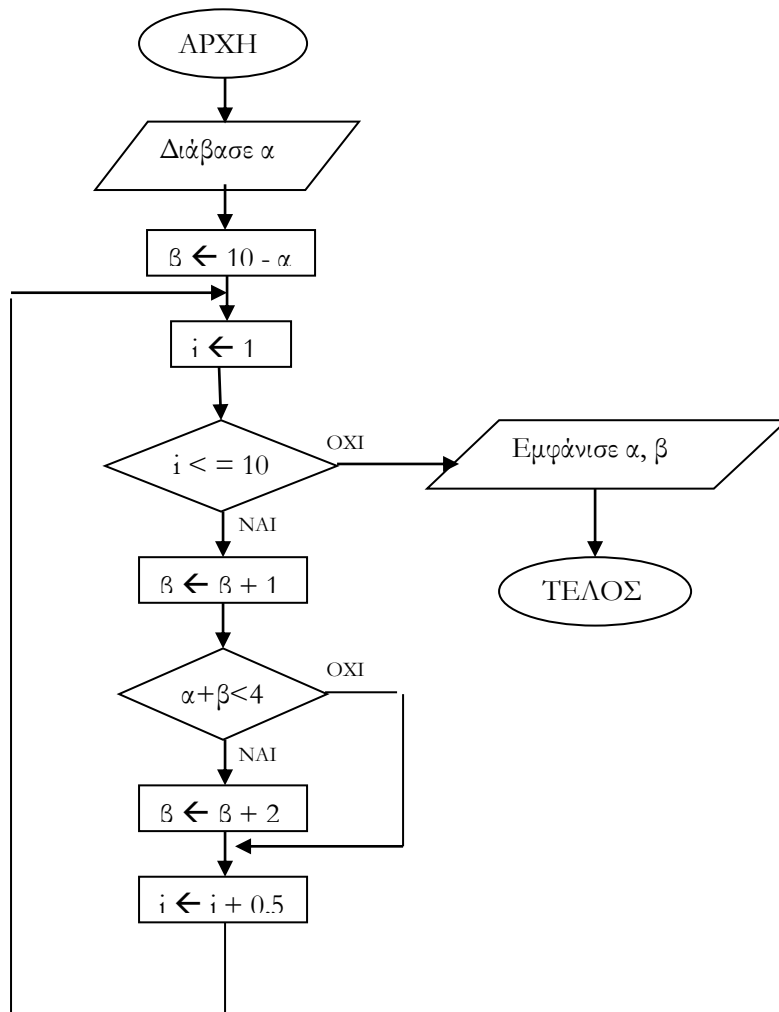 ΑΡΧΗ
Διάβασε α
β ← 10 - α
i ← 1
i < = 10
ΟΧΙ
Εμφάνισε α, β
ΝΑΙ
ΤΕΛΟΣ
β ← β + 1
α+β<4
ΟΧΙ
ΝΑΙ
β ← β + 2
i ← i + 0.5